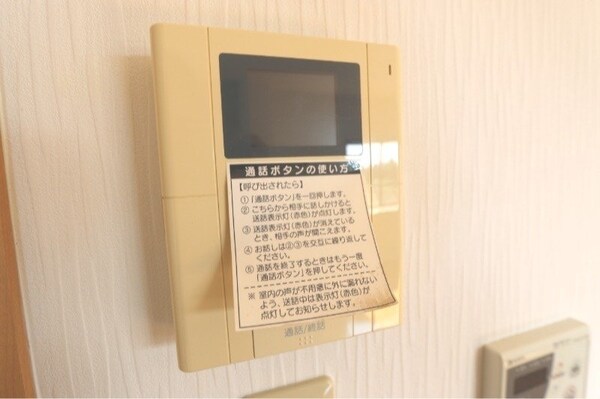 通話ボタンの使い方
【呼び出されたら】
①「通話ボタン」を一回押します。
②こちらから相手に話しかけると
送話表示灯(赤色)が点灯します。
③送話表示灯(赤色)が消えている
とき、相手の声が聞こえます。
④お話しは②③を交互に繰り返して
ください。
⑤通話を終了するときはもう一度
「通話ボタン」を押してください。
※室内の声が不用意に外に漏れない
よう、送話中は表示灯(赤色)が
点灯してお知らせします。
通話/終話